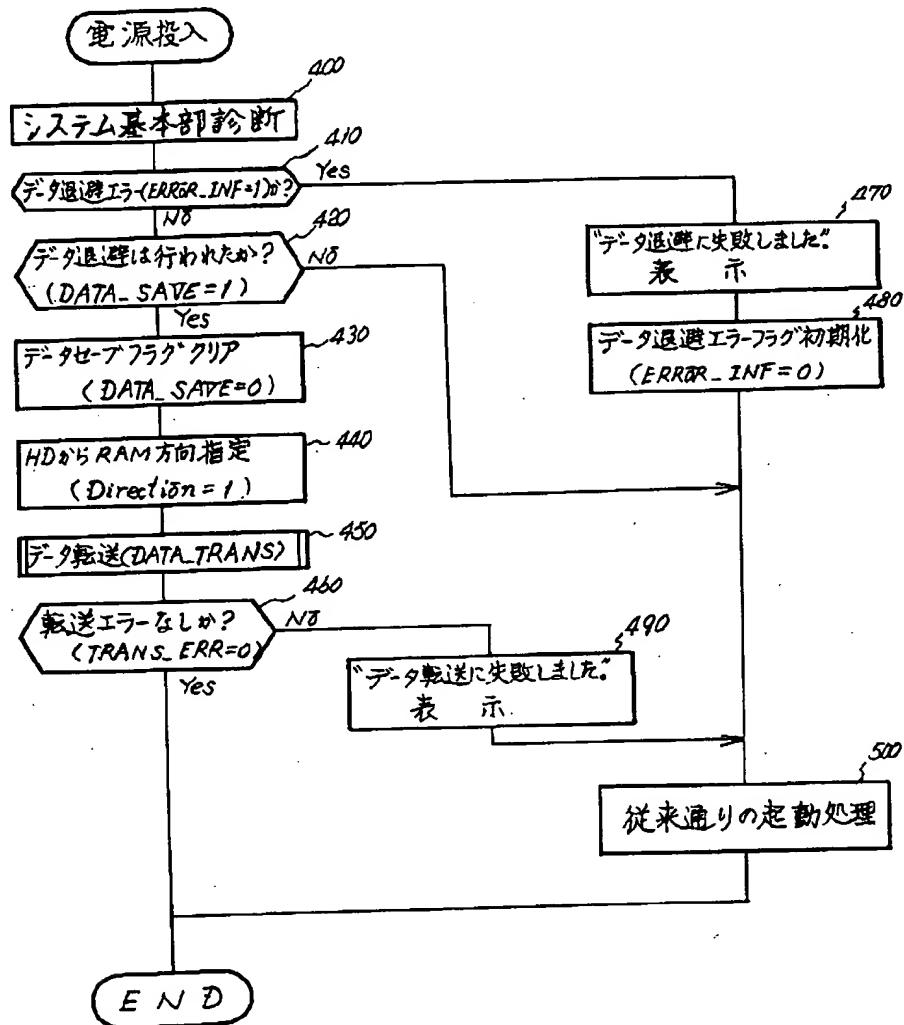 電源投入
400
システム基本部診断
410
データ退避エラー(ERROR_INF=1)か?
Yes
No
420
データ退避は行われたか?
(DATA_SAVE=1)
No
Yes
430
データセーブフラグクリア
(DATA_SAVE=0)
440
HDからRAM方向指定
(Direction=1)
450
データ転送(DATA_TRANS)
460
転送エラーなしか?
(TRANS_ERR=0)
No
Yes
470
"データ退避に失敗しました."
表 示
480
データ退避エラーフラグ初期化
(ERROR_INF=0)
490
"データ転送に失敗しました."
表 示
500
従来通りの起動処理
END